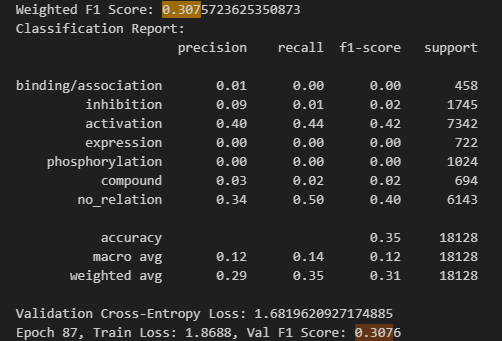 Weighted F1 Score: 0.3075723625350873
Classification Report:
precision recall f1-score support
binding/association 0.01 0.00 0.00 458
inhibition 0.09 0.01 0.02 1745
activation 0.40 0.44 0.42 7342
expression 0.00 0.00 0.00 722
phosphorylation 0.00 0.00 0.00 1024
compound 0.03 0.02 0.02 694
no_relation 0.34 0.50 0.40 6143
accuracy 0.35 18128
macro avg 0.12 0.14 0.12 18128
weighted avg 0.29 0.35 0.31 18128
Validation Cross-Entropy Loss: 1.6819620927174885
Epoch 87, Train Loss: 1.8688, Val F1 Score: 0.3076